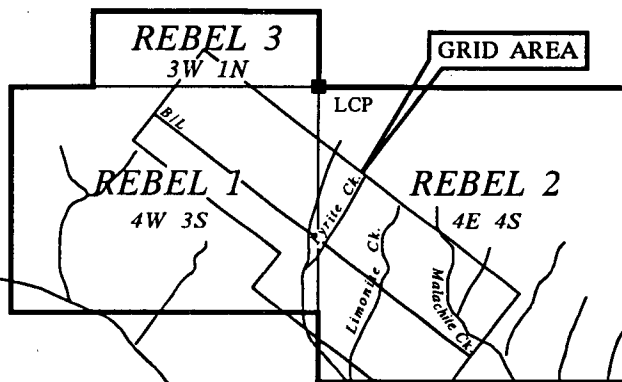 REBEL 3
3W 1N
GRID AREA
LCP
B/L
REBEL 1
4W 3S
REBEL 2
4E 4S
Pyrite Ck.
Limonite Ck.
Malachite Ck.